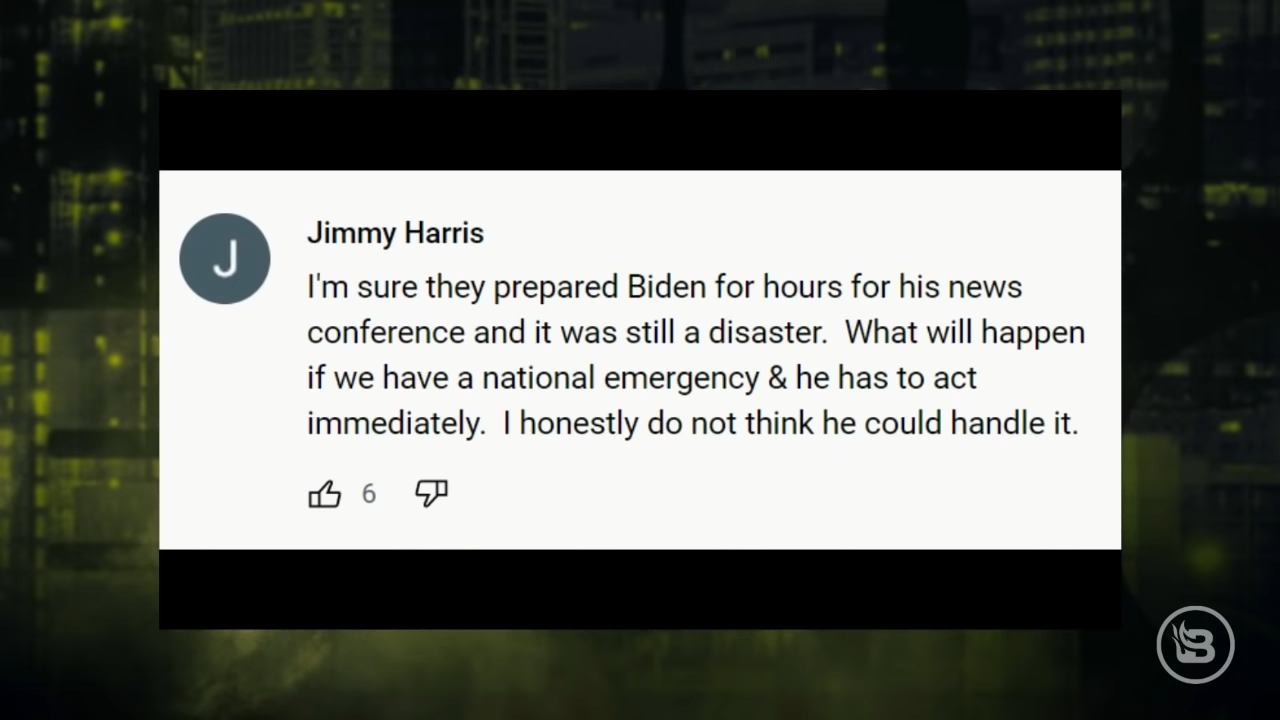 J
Jimmy Harris
I'm sure they prepared Biden for hours for his news
conference and it was still a disaster.  What will happen
if we have a national emergency & he has to act
immediately.  I honestly do not think he could handle it.
6
B